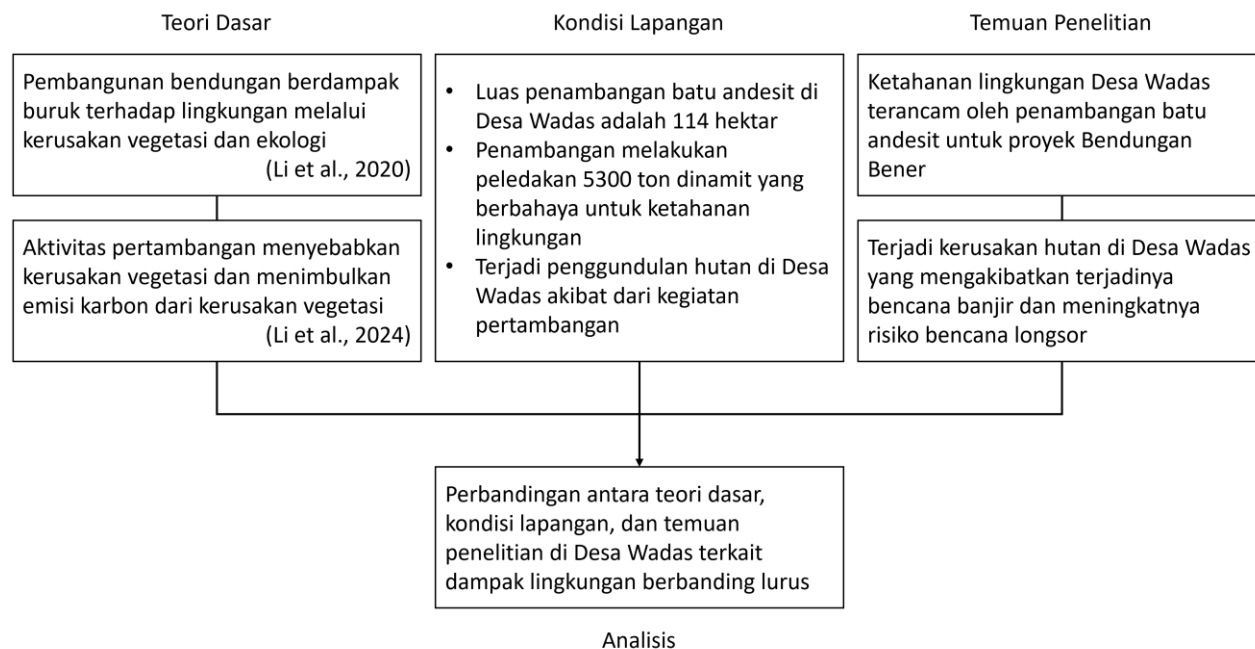 Teori Dasar
Pembangunan bendungan berdampak
buruk terhadap lingkungan melalui
kerusakan vegetasi dan ekologi
(Li et al., 2020)
Aktivitas pertambangan menyebabkan
kerusakan vegetasi dan menimbulkan
emisi karbon dari kerusakan vegetasi
(Li et al., 2024)
Kondisi Lapangan
• Luas penambangan batu andesit di
Desa Wadas adalah 114 hektar
• Penambangan melakukan
peledakan 5300 ton dinamit yang
berbahaya untuk ketahanan
lingkungan
• Terjadi penggundulan hutan di Desa
Wadas akibat dari kegiatan
pertambangan
Temuan Penelitian
Ketahanan lingkungan Desa Wadas
terancam oleh penambangan batu
andesit untuk proyek Bendungan
Bener
Terjadi kerusakan hutan di Desa Wadas
yang mengakibatkan terjadinya
bencana banjir dan meningkatnya
risiko bencana longsor
Perbandingan antara teori dasar,
kondisi lapangan, dan temuan
penelitian di Desa Wadas terkait
dampak lingkungan berbanding lurus
Analisis